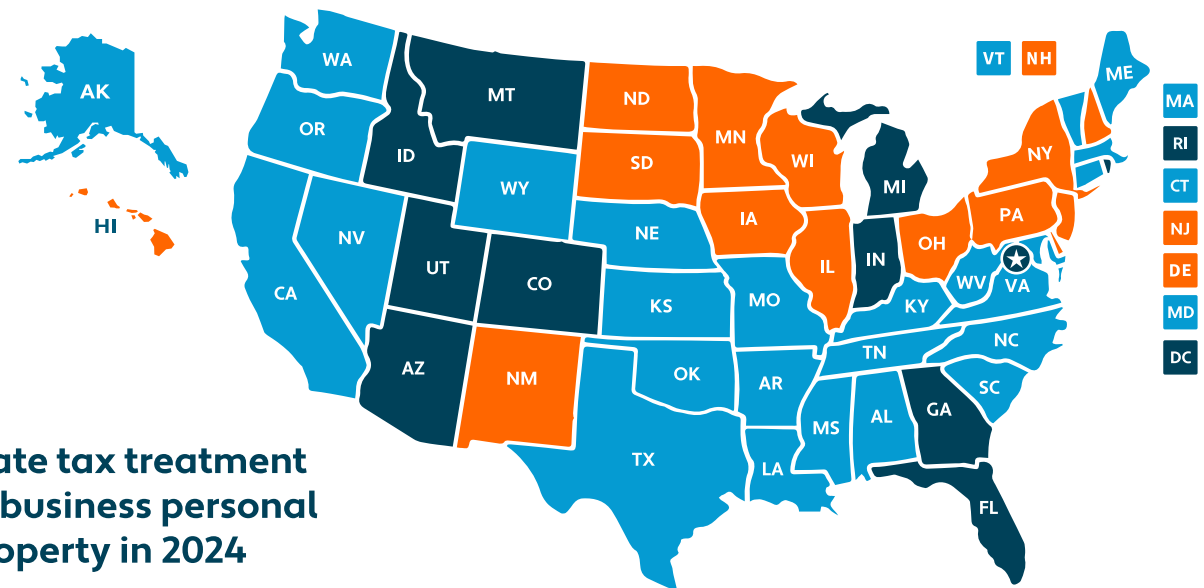 WA
VT
NH
ME
AK
MT
ND
MA
OR
MN
RI
ID
SD
WI
NY
MI
CT
WY
HI
IA
PA
NJ
NV
NE
OH
UT
IL
IN
DE
CO
WV
VA
CA
KS
MO
KY
MD
NC
TN
DC
AZ
NM
OK
AR
SC
GA
MS
AL
TX
LA
FL
ate tax treatment
business personal
operty in 2024